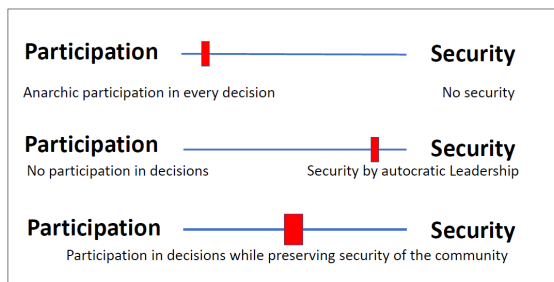 Participation Security
Anarchic participation in every decision No security
Participation Security
No participation in decisions Security by autocratic Leadership
Participation Security
Participation in decisions while preserving security of the community